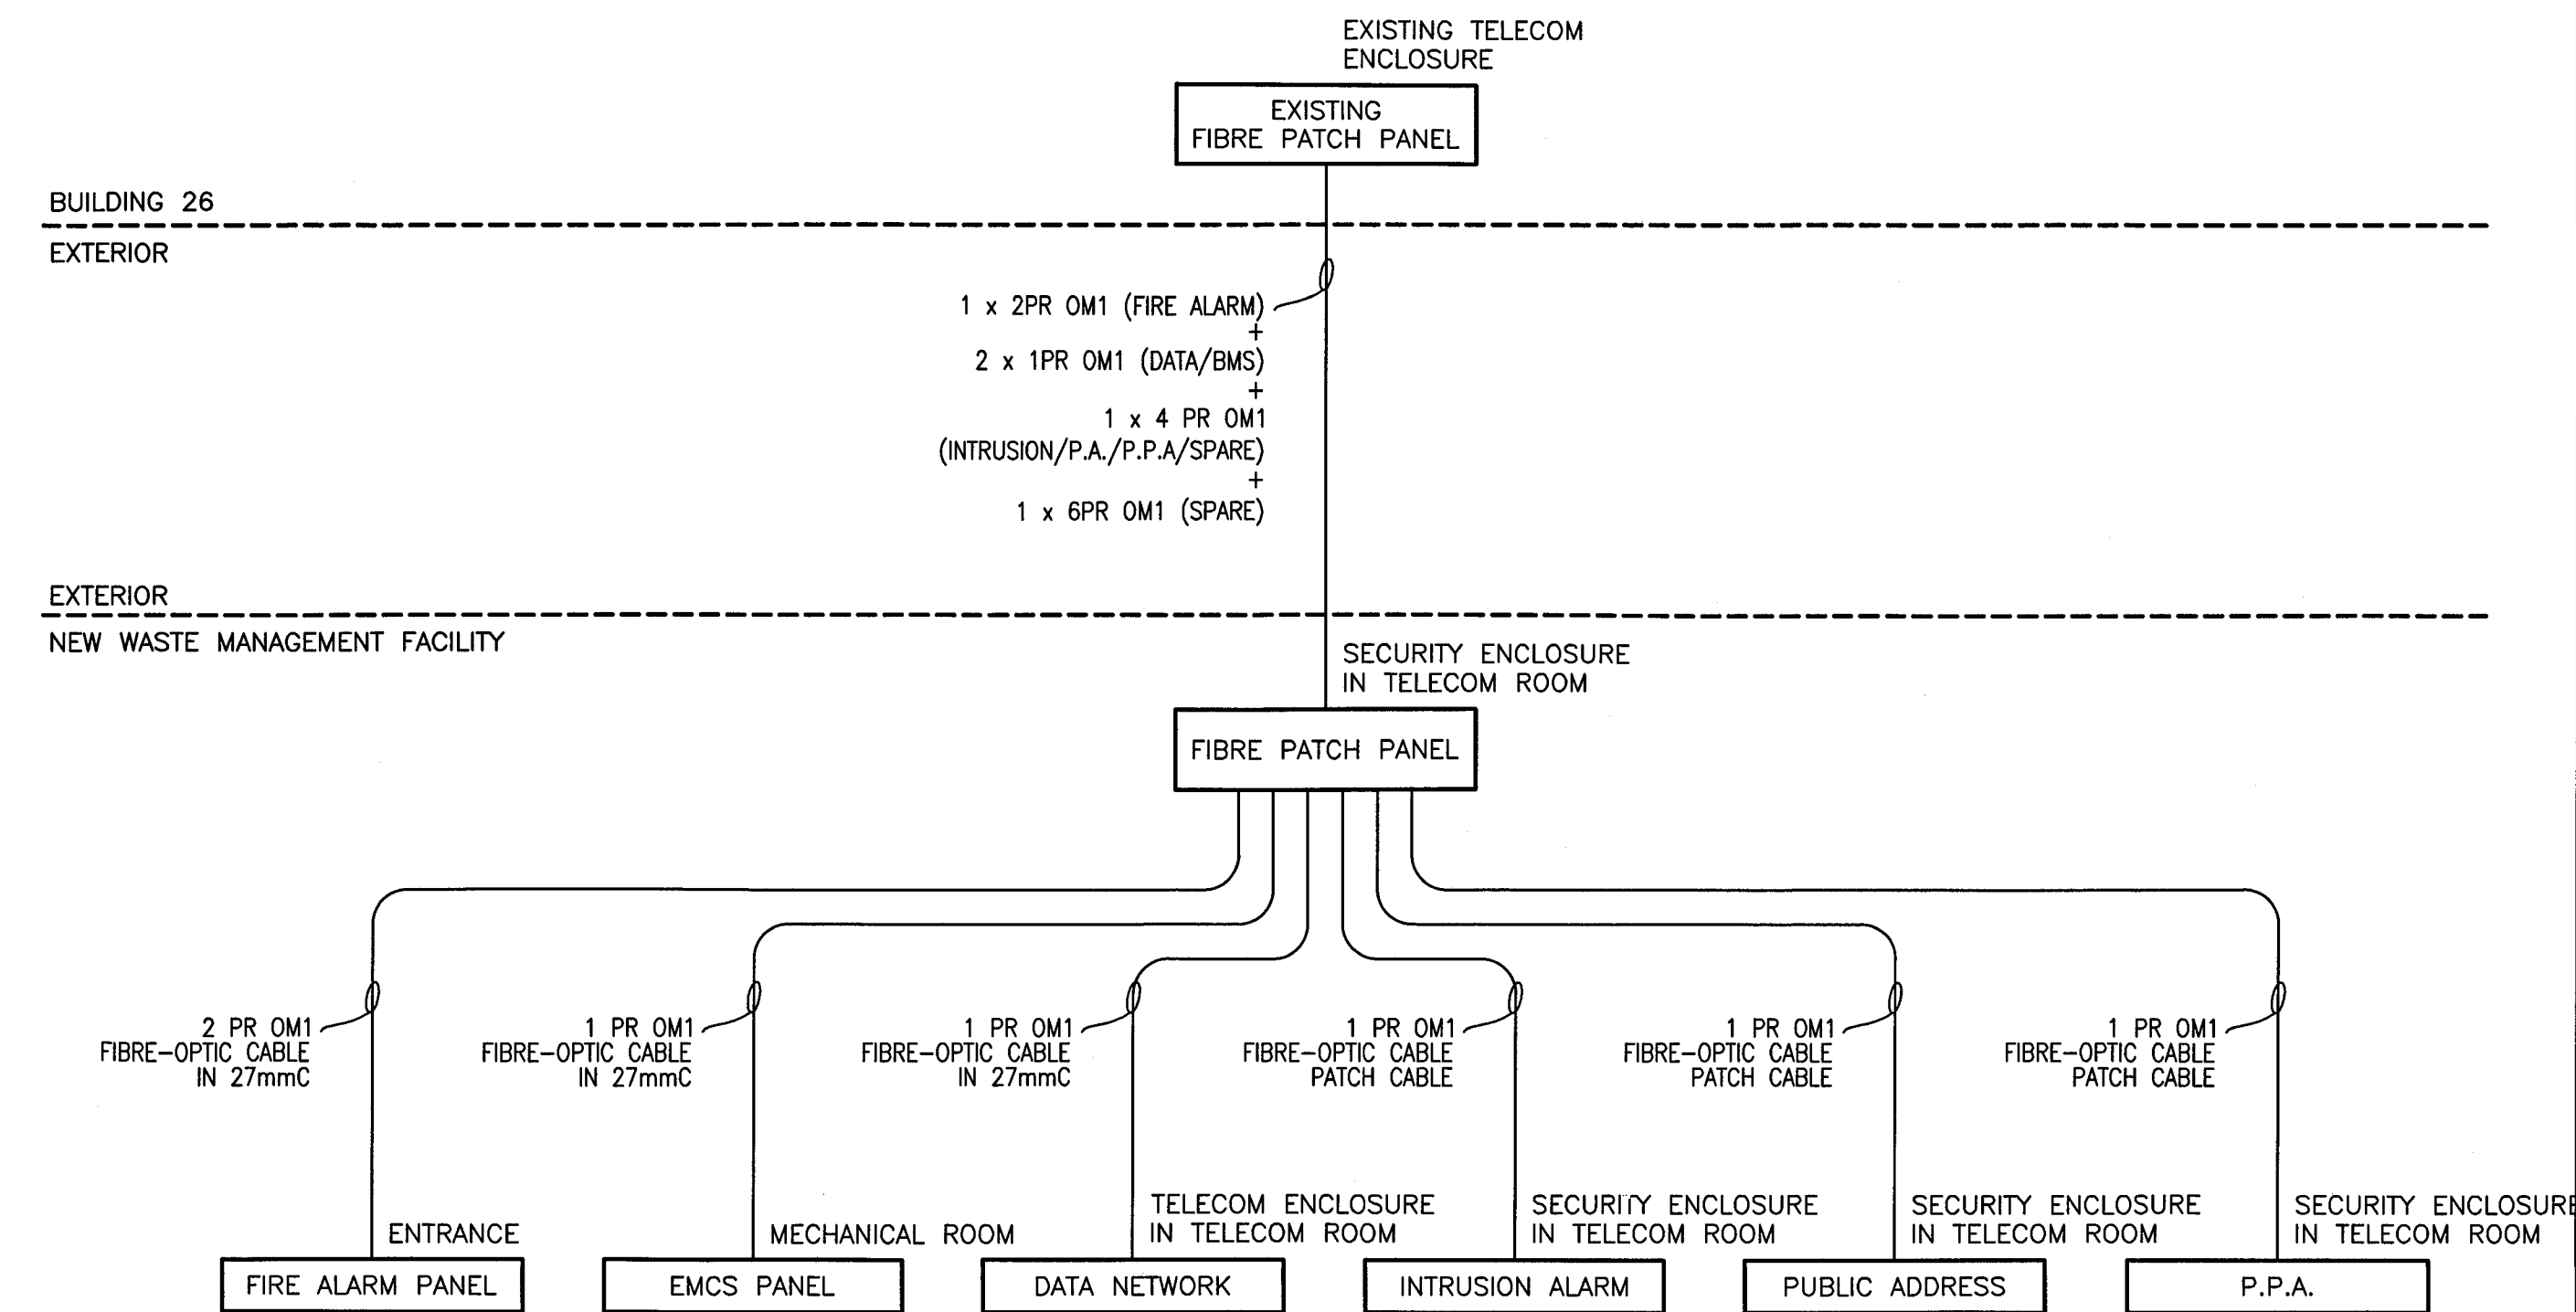 EXISTING TELECOM
ENCLOSURE
EXISTING
FIBRE PATCH PANEL
BUILDING 26
EXTERIOR
1 x 2PR OM1 (FIRE ALARM)
+
2 x 1PR OM1 (DATA/BMS)
+
1 x 4 PR OM1
(INTRUSION/P.A./P.P.A/SPARE)
+
1 x 6PR OM1 (SPARE)
EXTERIOR
NEW WASTE MANAGEMENT FACILITY
SECURITY ENCLOSURE
IN TELECOM ROOM
FIBRE PATCH PANEL
2 PR OM1
FIBRE-OPTIC CABLE
IN 27mmC
1 PR OM1
FIBRE-OPTIC CABLE
IN 27mmC
1 PR OM1
FIBRE-OPTIC CABLE
IN 27mmC
1 PR OM1
FIBRE-OPTIC CABLE
PATCH CABLE
1 PR OM1
FIBRE-OPTIC CABLE
PATCH CABLE
1 PR OM1
FIBRE-OPTIC CABLE
PATCH CABLE
ENTRANCE
FIRE ALARM PANEL
MECHANICAL ROOM
EMCS PANEL
TELECOM ENCLOSURE
IN TELECOM ROOM
DATA NETWORK
SECURITY ENCLOSURE
IN TELECOM ROOM
INTRUSION ALARM
SECURITY ENCLOSURE
IN TELECOM ROOM
PUBLIC ADDRESS
SECURITY ENCLOSURE
IN TELECOM ROOM
P.P.A.